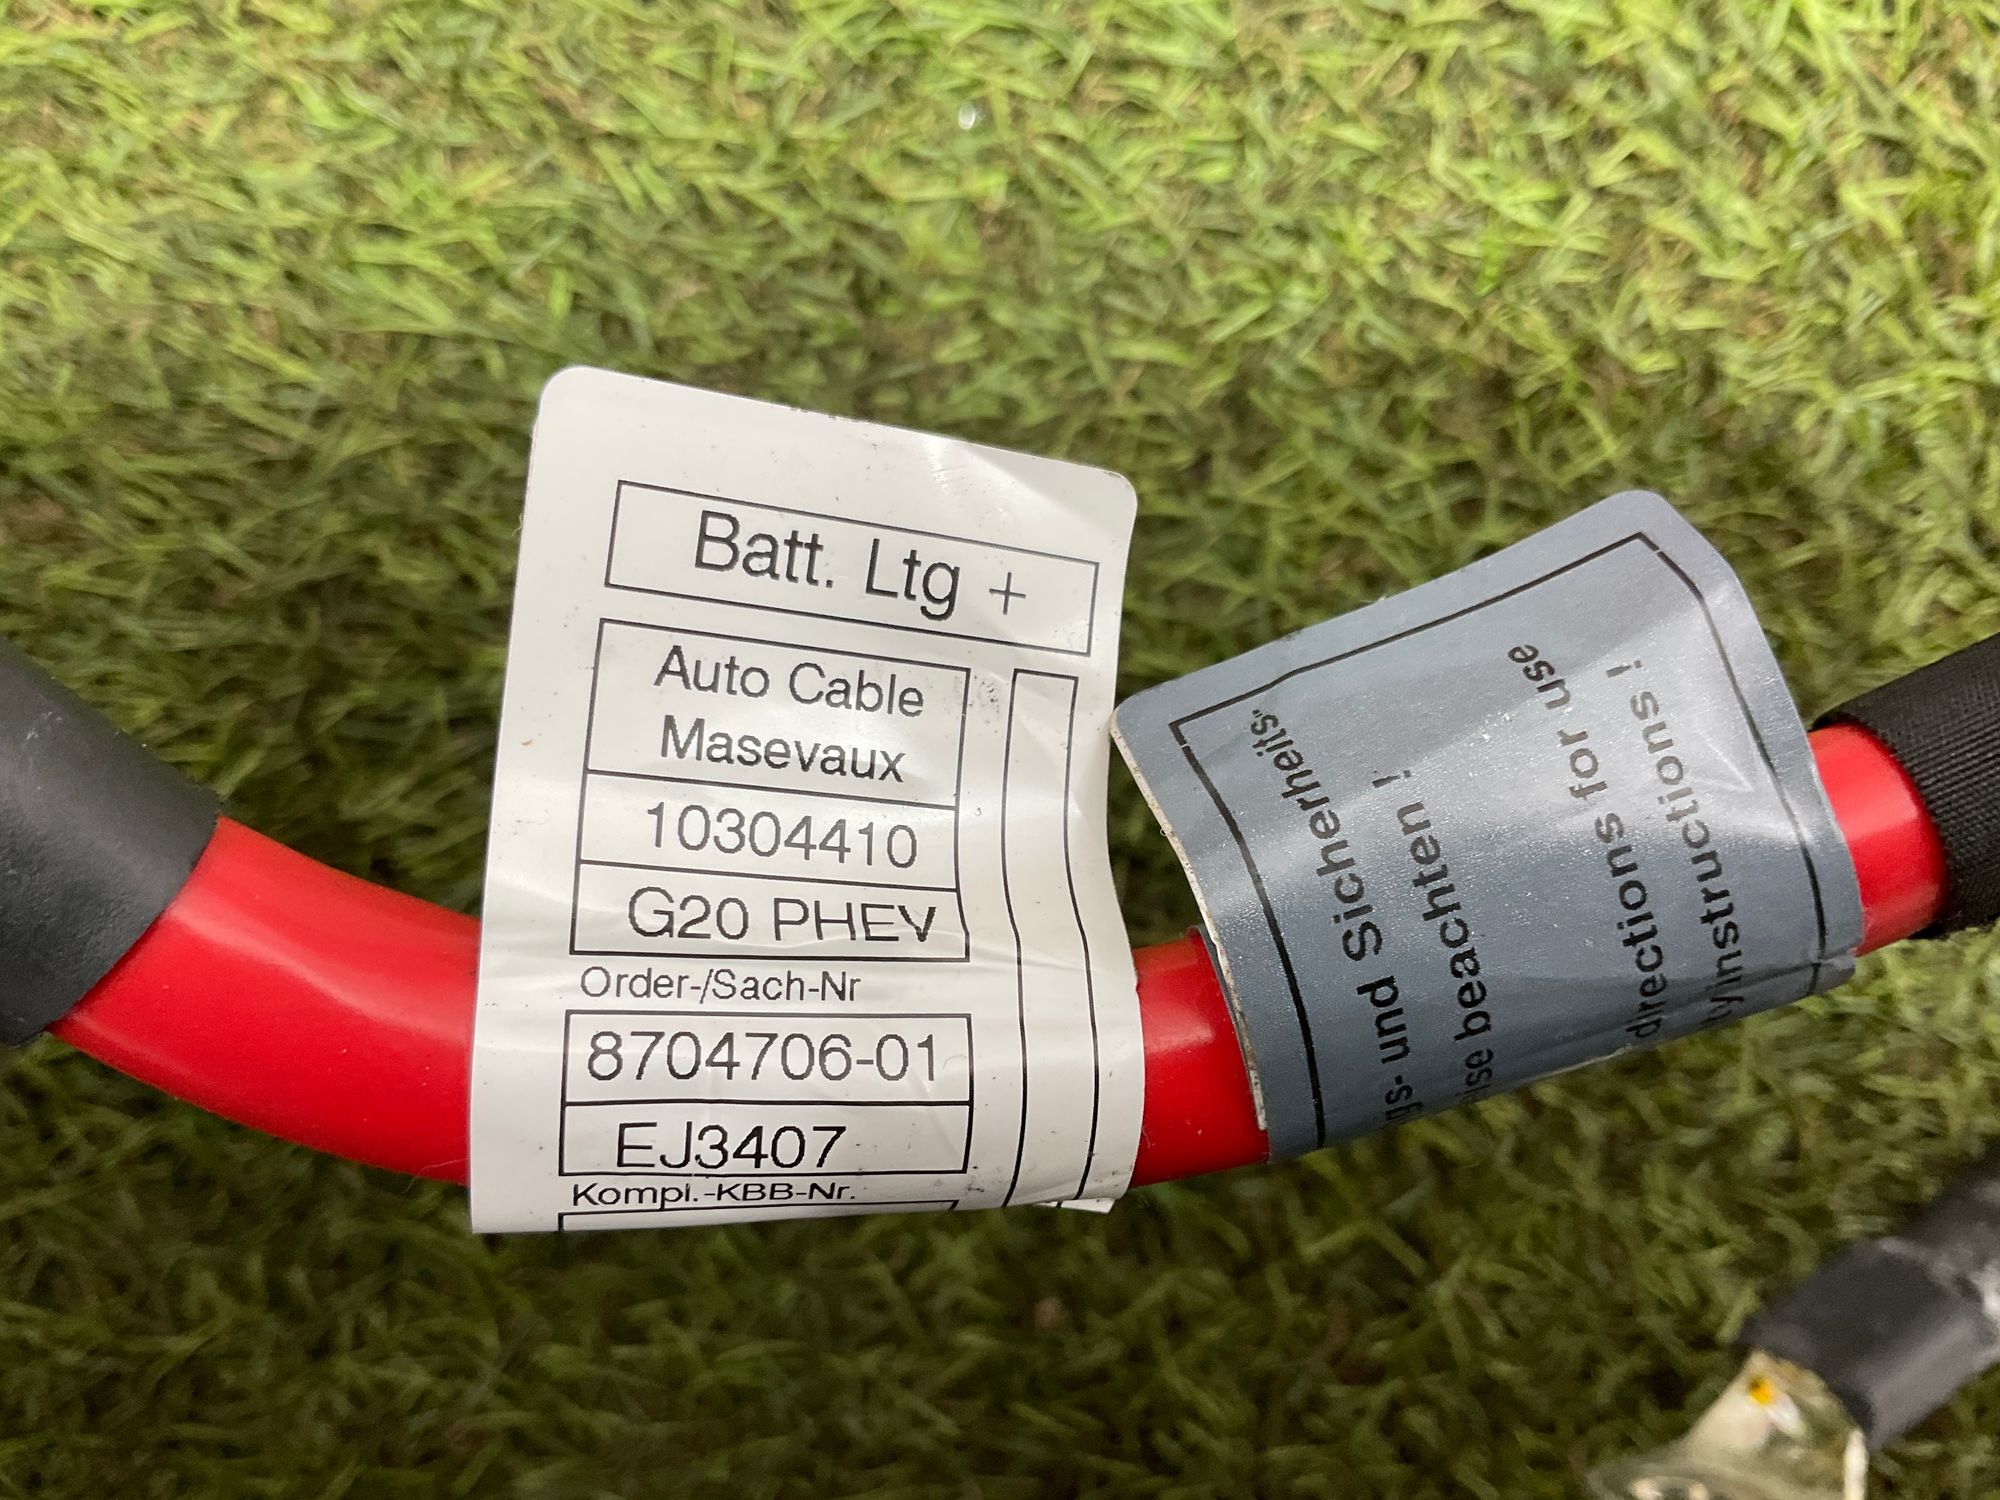 Batt. Ltg +
Auto Cable
Masevaux
10304410
G20 PHEV
Order-/Sach-Nr
8704706-01
EJ3407
Kompl.-KBB-Nr.
und Sicherheits"
beachten !
directions for use
instructions !